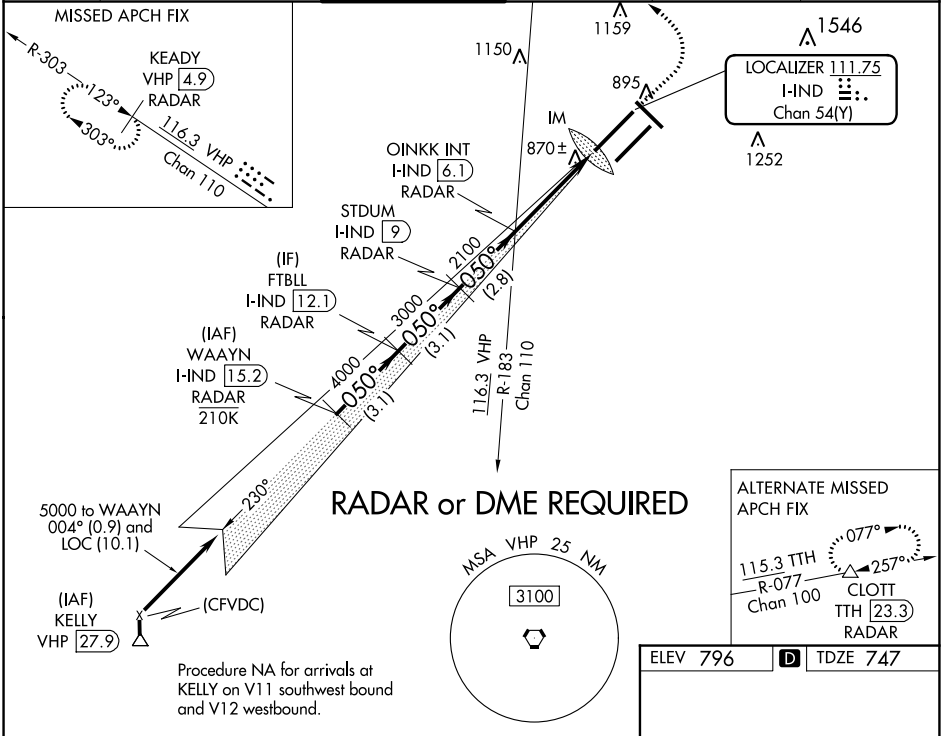 MISSED APCH FIX
R-303
KEADY
VHP 4.9
RADAR
123°
303°
116.3 VHP
Chan 110
1150
1159
1546
895
LOCALIZER 111.75
I-IND
Chan 54(Y)
1252
IM
870±
OINKK INT
I-IND 6.1
RADAR
STDUM
I-IND 9
RADAR
2100
050°
(2.8)
(IF)
FTBLL
I-IND 12.1
RADAR
3000
050°
(3.1)
(IAF)
WAAYN
I-IND 15.2
RADAR
210K
4000
050°
(3.1)
116.3 VHP
R-183
Chan 110
230°
5000 to WAAYN
004° (0.9) and
LOC (10.1)
(IAF)
KELLY
VHP 27.9
(CFVDC)
RADAR or DME REQUIRED
MSA VHP 25 NM
3100
Procedure NA for arrivals at
KELLY on V11 southwest bound
and V12 westbound.
ALTERNATE MISSED
APCH FIX
077°
257°
115.3 TTH
R-077
Chan 100
CLOTT
TTH 23.3
RADAR
ELEV 796 D TDZE 747